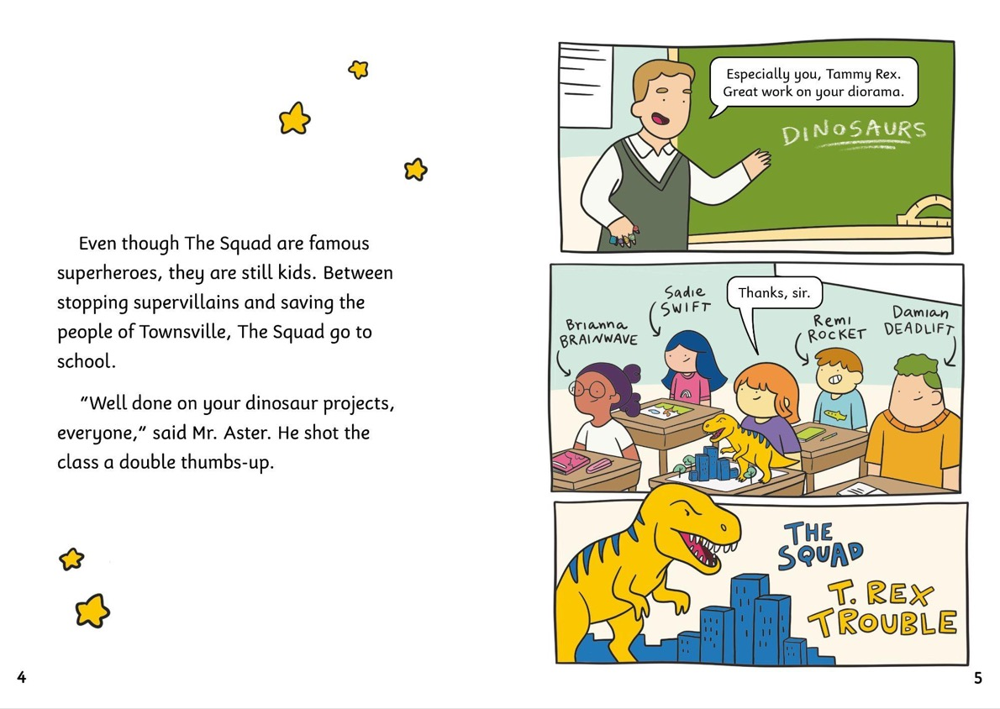 Even though The Squad are famous
superheroes, they are still kids. Between
stopping supervillains and saving the
people of Townsville, The Squad go to
school.
“Well done on your dinosaur projects,
everyone,” said Mr. Aster. He shot the
class a double thumbs-up.
4
Especially you, Tammy Rex.
Great work on your diorama.
DINOSAURS
Brianna
BRAINWAVE
Sadie
SWIFT
Thanks, sir.
Remi
ROCKET
Damian
DEADLIFT
THE
SQUAD
T. REX
TROUBLE
5